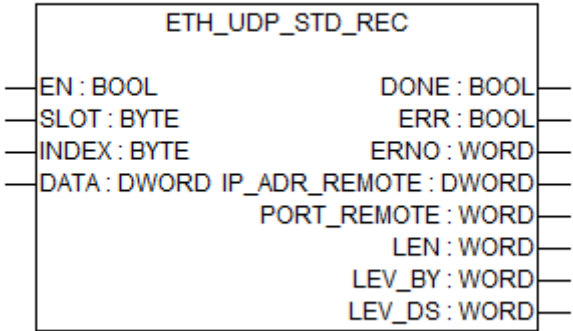 ETH_UDP_STD_REC
EN : BOOL DONE : BOOL
SLOT : BYTE ERR : BOOL
INDEX : BYTE ERNO : WORD
DATA : DWORD IP_ADR_REMOTE : DWORD
PORT_REMOTE : WORD
LEN : WORD
LEV_BY : WORD
LEV_DS : WORD